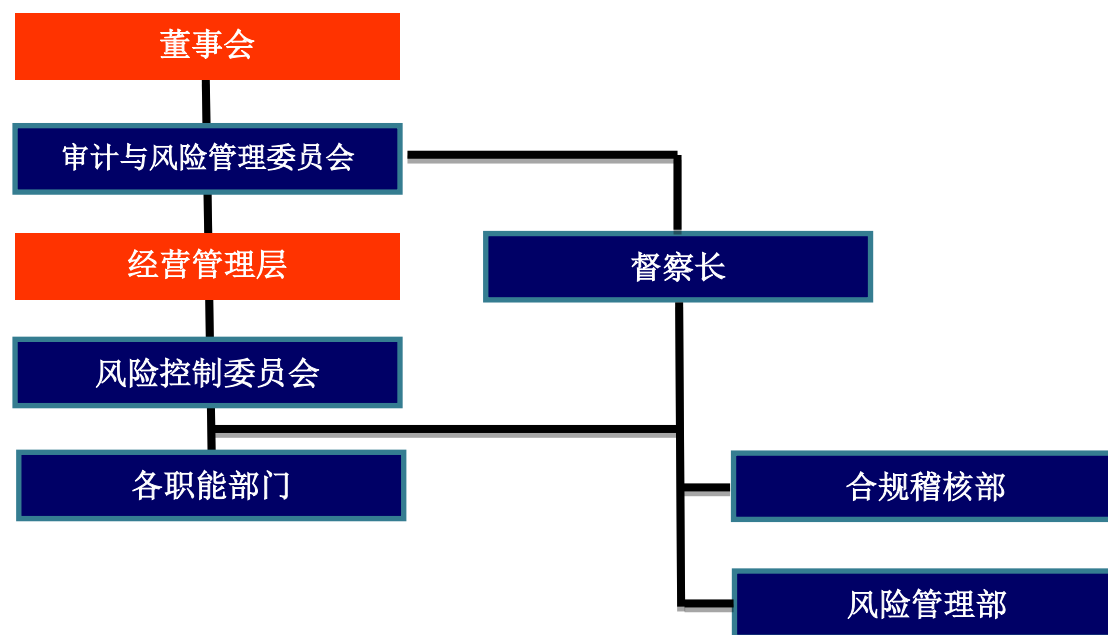 董事会
审计与风险管理委员会
经营管理层
督察长
风险控制委员会
各职能部门
合规稽核部
风险管理部